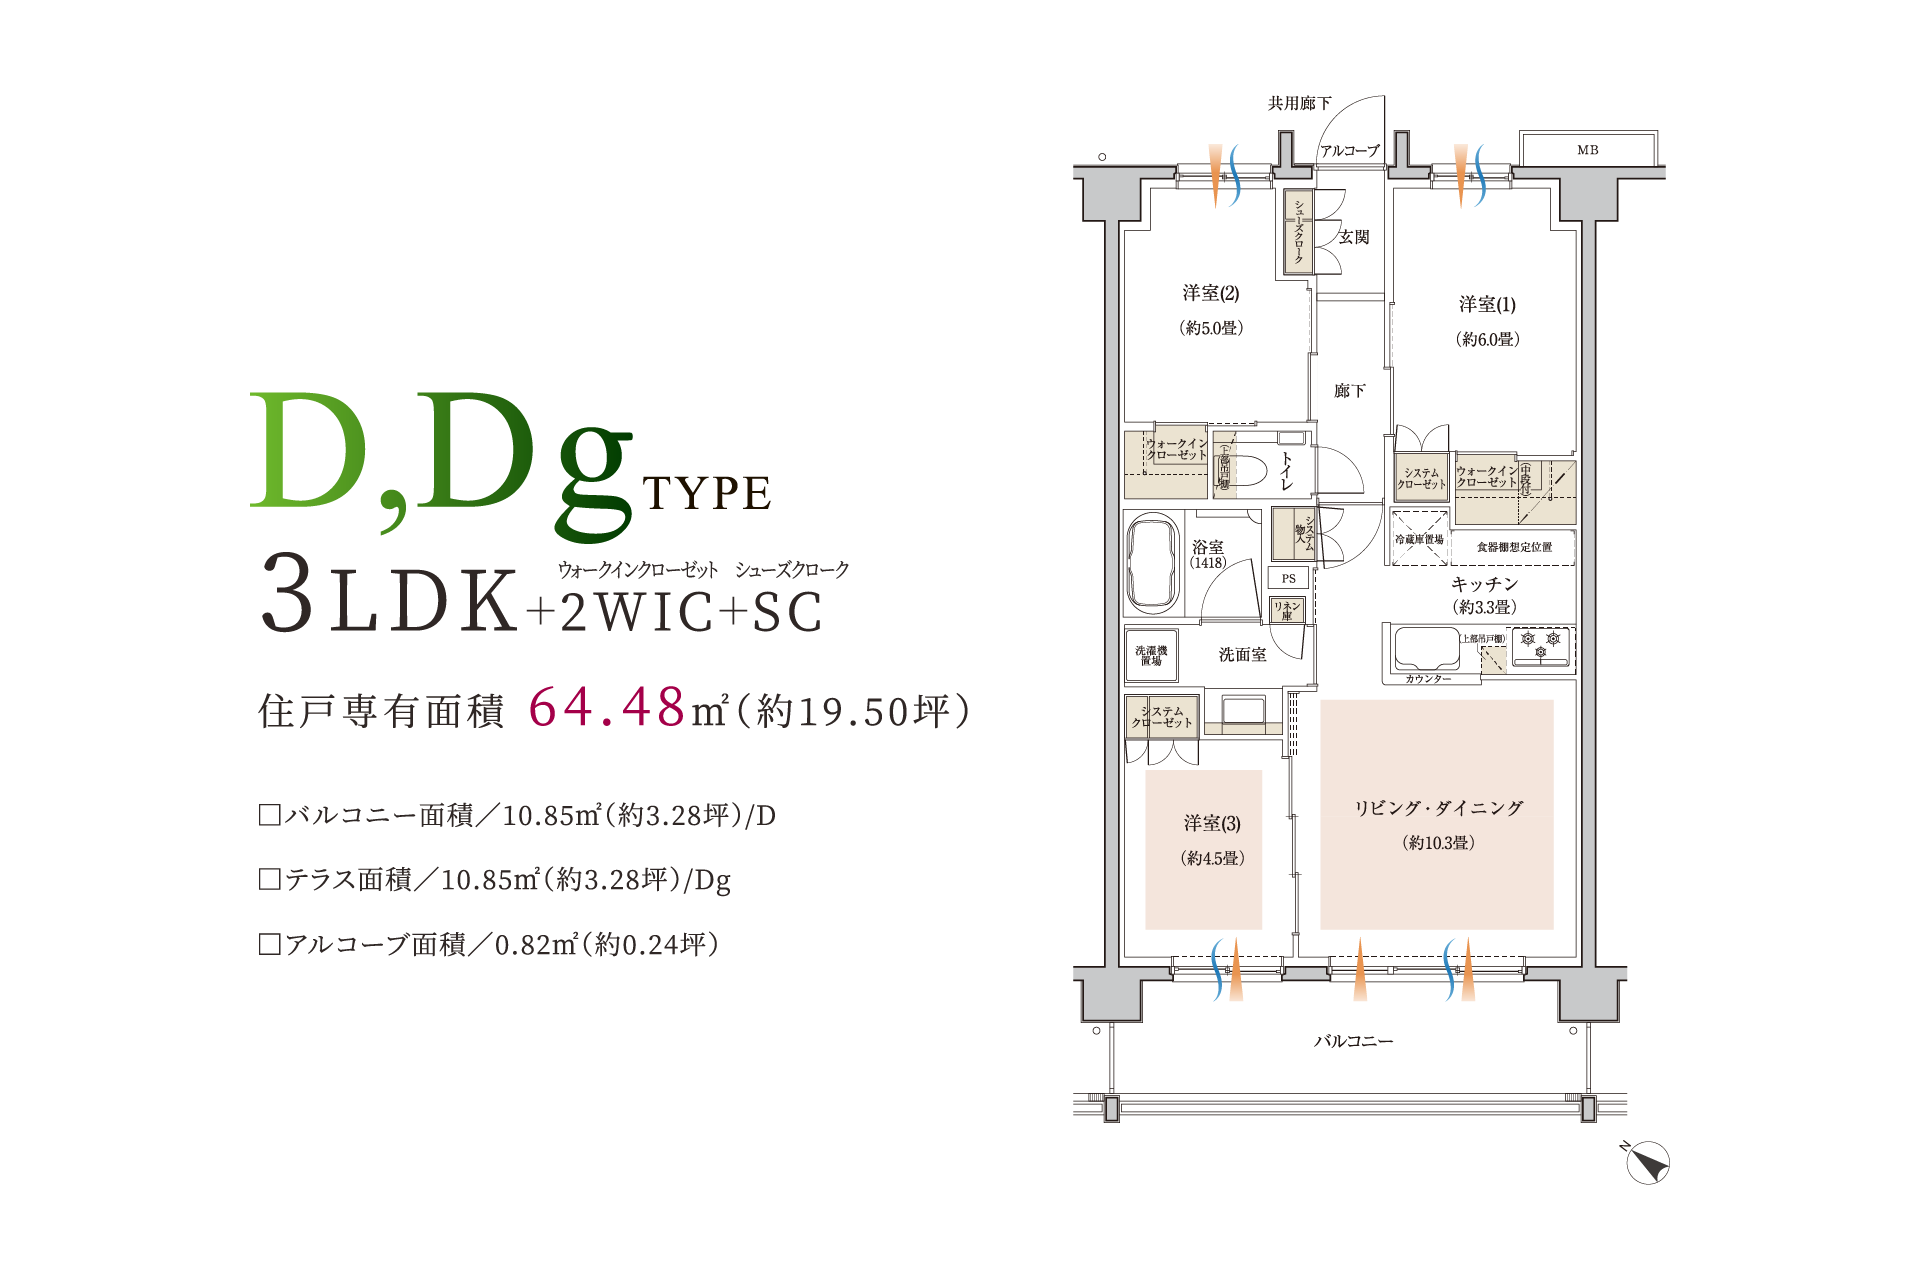 D,Dg TYPE
ウォークインクローゼット シューズクローク
3LDK+2WIC+SC
住戸専有面積 64.48㎡(約19.50坪)
□バルコニー面積／10.85㎡(約3.28坪)/D
□テラス面積／10.85㎡(約3.28坪)/Dg
□アルコーブ面積／0.82㎡(約0.24坪)
共用廊下
アルコーブ
MB
シューズクローク
玄関
洋室(2)
(約5.0畳)
洋室(1)
(約6.0畳)
廊下
ウォークイン
クローゼット
(上部吊戸棚)
トイレ
システム
クローゼット
ウォークイン
クローゼット
(中段付)
浴室
(1418)
システム
物入
冷蔵庫置場
食器棚想定位置
PS
キッチン
(約3.3畳)
リネン
庫
洗濯機
置場
洗面室
(上部吊戸棚)
カウンター
システム
クローゼット
洋室(3)
(約4.5畳)
リビング・ダイニング
(約10.3畳)
バルコニー
N